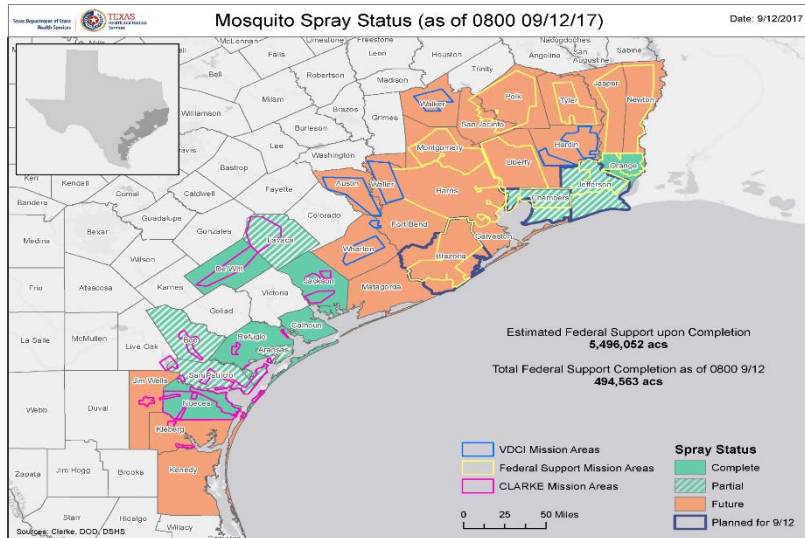 Texas Department of State
Health Services
TEXAS
Health and Human
Services
Mosquito Spray Status (as of 0800 09/12/17)
Date: 9/12/2017
McLennan
Limestone
Freestone
Leon
Houston
Nacogdoches
Angelina
San
Augustine
Sabine
Falls
Bell
Robertson
Madison
Trinity
Polk
Tyler
Jasper
Newton
Walker
Williamson
Milam
Brazos
Grimes
San Jacinto
Burleson
Hardin
Travis
Lee
Washington
Montgomery
Liberty
Orange
Kerr
Bastrop
Jefferson
Kendall
Comal
Caldwell
Fayette
Austin
Waller
Harris
Chambers
Bandera
Guadalupe
Colorado
Fort Bend
Galveston
Medina
Bexar
Gonzales
Lavaca
Wharton
Brazoria
Wilson
De Witt
Jackson
Matagorda
Frio
Atascosa
Karnes
Victoria
Goliad
Calhoun
La Salle
McMullen
Live Oak
Bee
Refugio
Aransas
Estimated Federal Support upon Completion
5,496,052 acs
Total Federal Support Completion as of 0800 9/12
494,563 acs
San Patricio
Jim Wells
Webb
Duval
Nueces
Kleberg
Zapata
Jim Hogg
Brooks
Kenedy
Starr
Hidalgo
Willacy
Cameron
Sources: Clarke, DOD, DSHS
VDCI Mission Areas
Federal Support Mission Areas
CLARKE Mission Areas
0 25 50 Miles
Spray Status
Complete
Partial
Future
Planned for 9/12